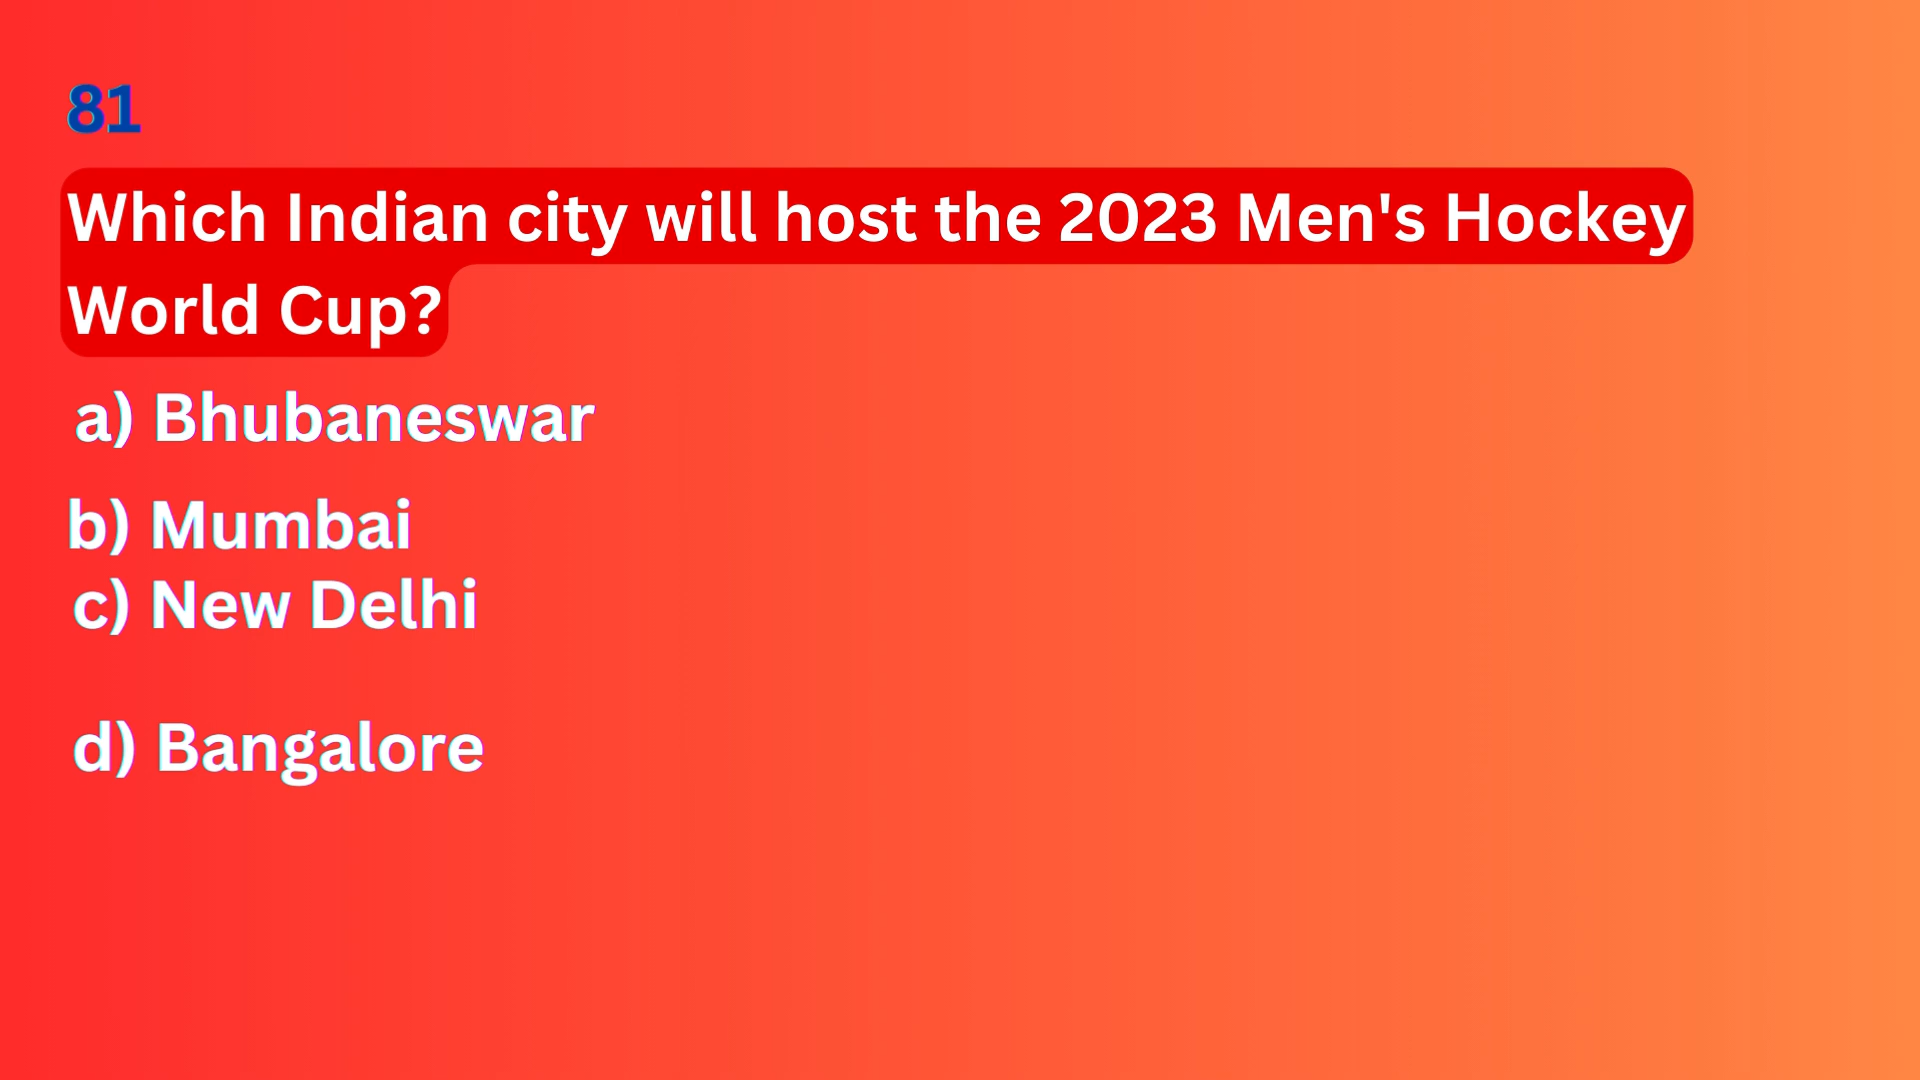 81
Which Indian city will host the 2023 Men's Hockey
World Cup?
a) Bhubaneswar
b) Mumbai
c) New Delhi
d) Bangalore